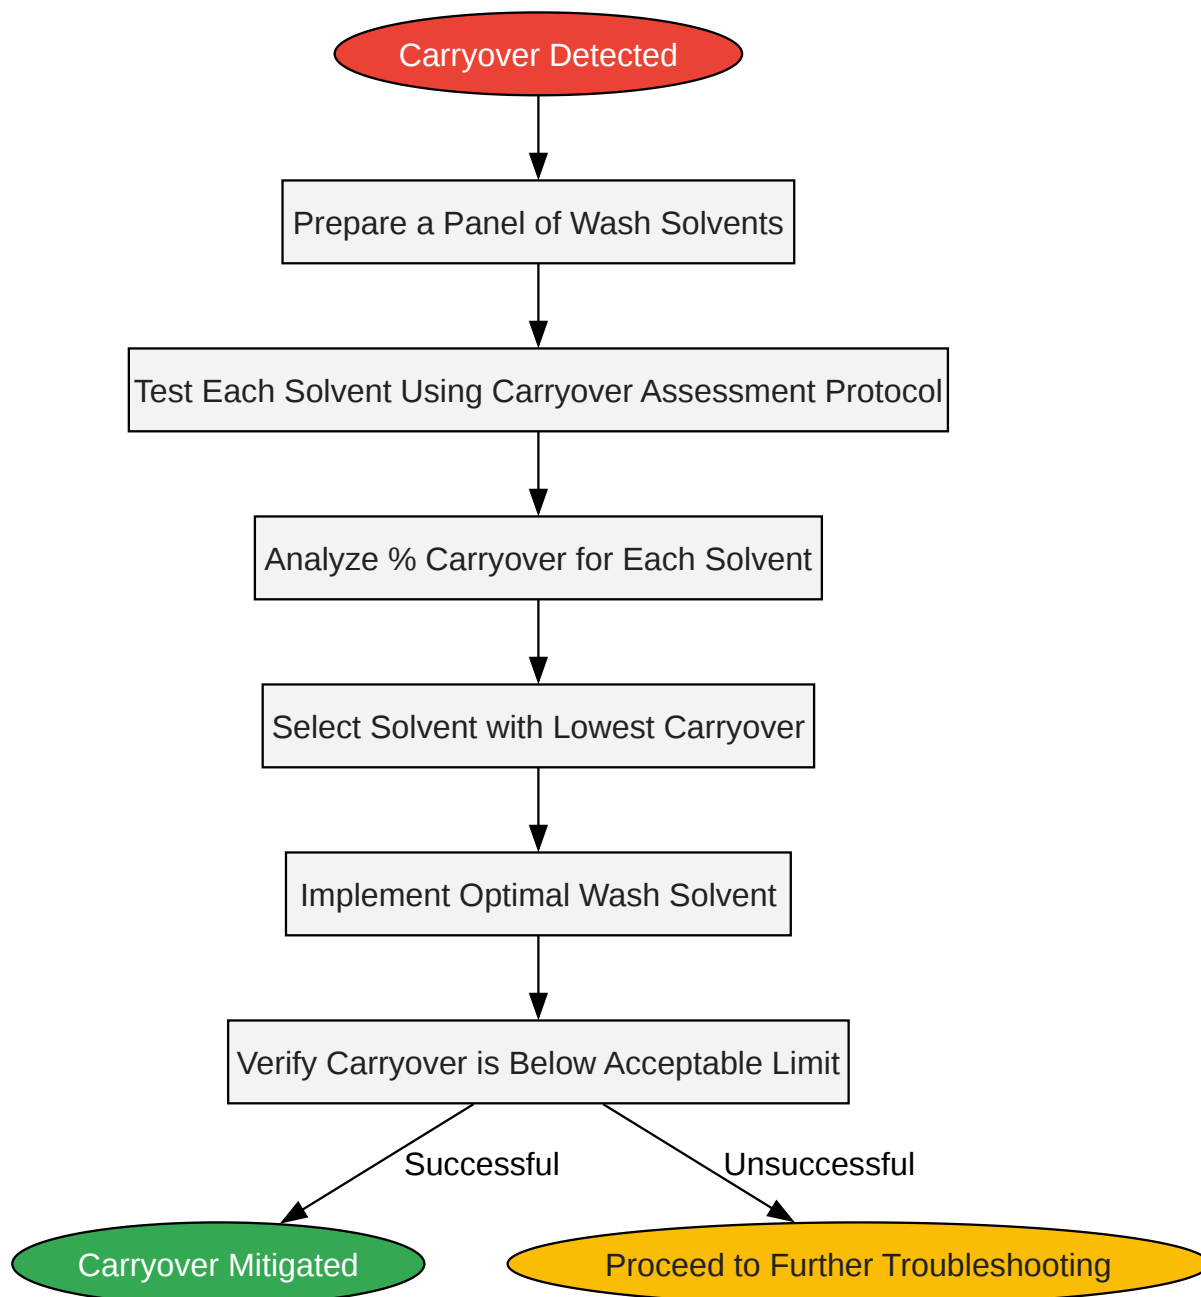 Carryover Detected
Prepare a Panel of Wash Solvents
Test Each Solvent Using Carryover Assessment Protocol
Analyze % Carryover for Each Solvent
Select Solvent with Lowest Carryover
Implement Optimal Wash Solvent
Verify Carryover is Below Acceptable Limit
Successful
Unsuccessful
Carryover Mitigated
Proceed to Further Troubleshooting